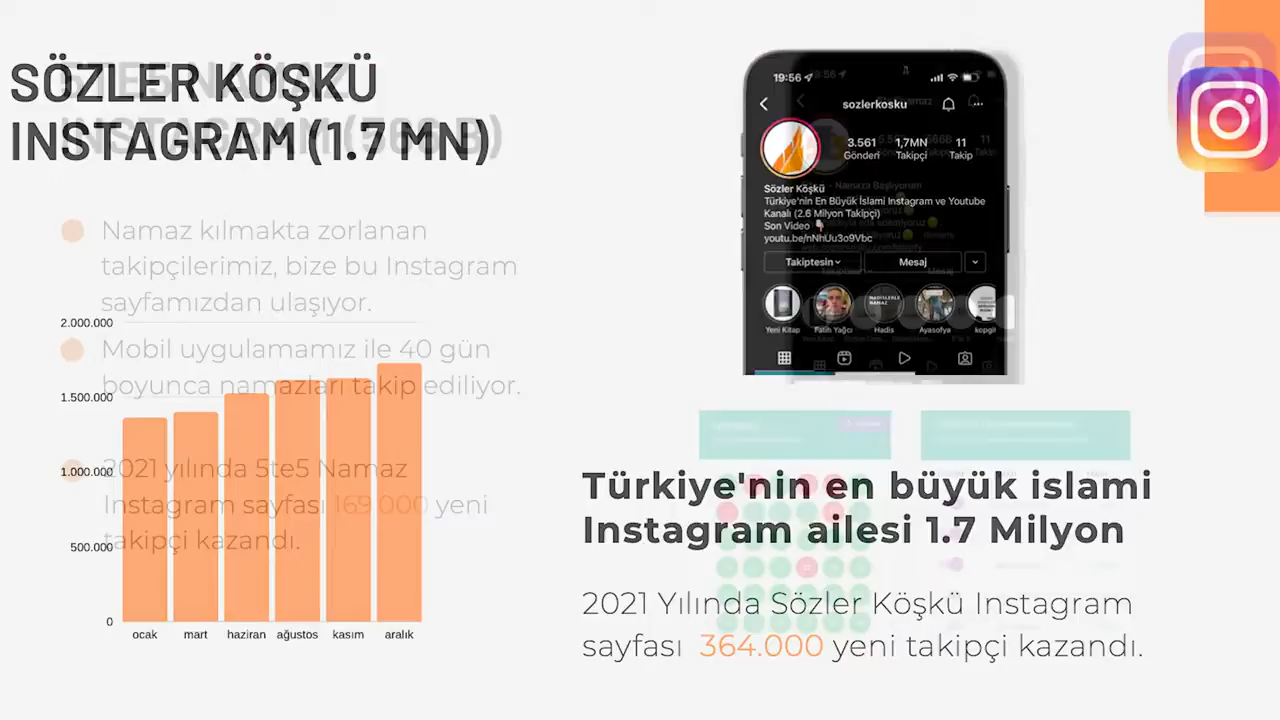 SÖZLER KÖŞKÜ
INSTAGRAM (1.7 MN)
Namaz kılmakta zorlanan
takipçilerimiz, bize bu Instagram
sayfamızdan ulaşıyor.
Mobil uygulamamız ile 40 gün
boyunca namazları takip ediliyor.
2021 yılında 5te5 Namaz
Instagram sayfası 169.000 yeni
takipçi kazandı.
2.000.000
1.500.000
1.000.000
500.000
0
ocak mart haziran ağustos kasım aralık
19:56
sozlerkosku
3.561 1,7MN 11
Gönderi Takipçi Takip
Sözler Köşkü
Türkiye'nin En Büyük İslami Instagram ve Youtube
Kanalı (2.6 Milyon Takipçi)
Son Video
youtu.be/nNhUu3o9Vbc
Takiptesin Mesaj
Yeni Kitap Fatih Yağcı Hadis Ayasofya
Türkiye'nin en büyük islami
Instagram ailesi 1.7 Milyon
2021 Yılında Sözler Köşkü Instagram
sayfası 364.000 yeni takipçi kazandı.